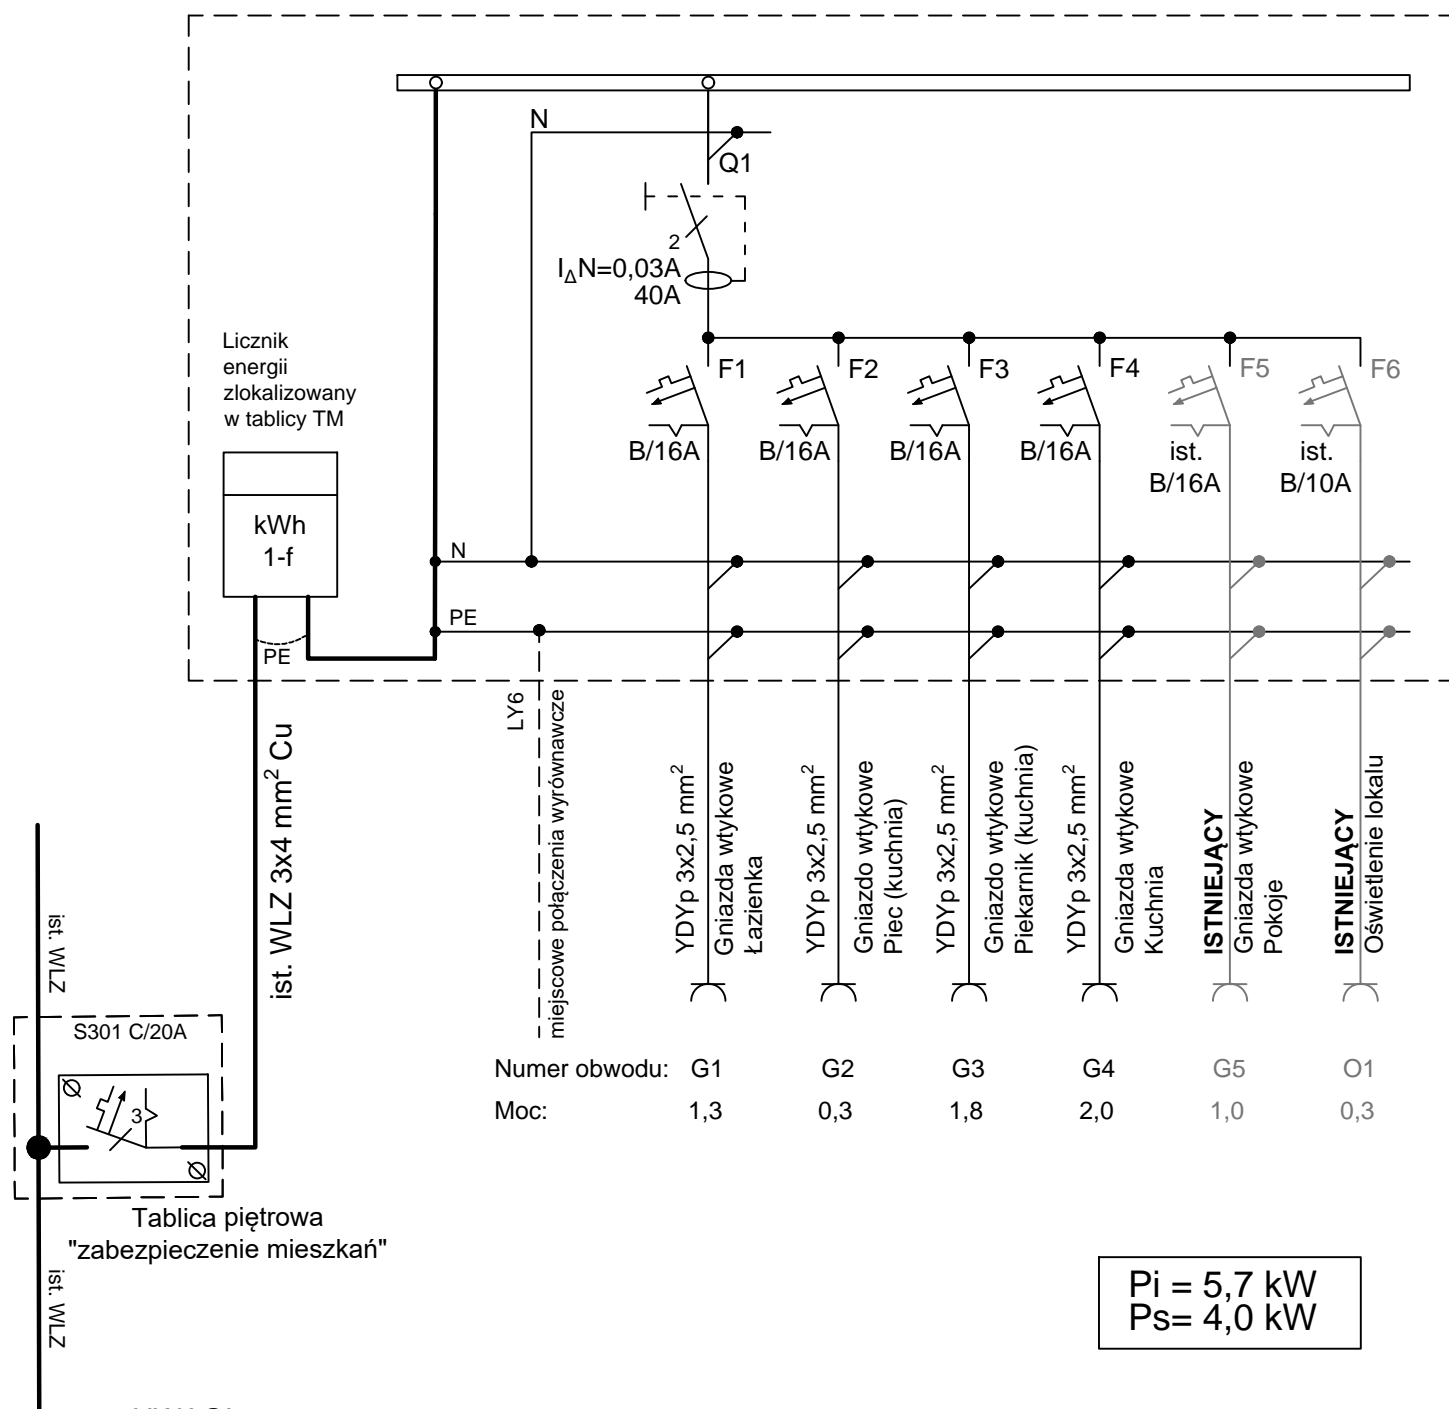 N
Q1
2
I∆N=0,03A
40A
Licznik
energii
zlokalizowany
w tablicy TM
kWh
1-f
F1
F2
F3
F4
F5
F6
B/16A
B/16A
B/16A
B/16A
ist.
B/16A
ist.
B/10A
N
PE
PE
LY6
miejscowe połączenia wyrównawcze
ist. WLZ 3x4 mm² Cu
YDYp 3x2,5 mm²
Gniazda wtykowe
Łazienka
YDYp 3x2,5 mm²
Gniazdo wtykowe
Piec (kuchnia)
YDYp 3x2,5 mm²
Gniazdo wtykowe
Piekarnik (kuchnia)
YDYp 3x2,5 mm²
Gniazda wtykowe
Kuchnia
ISTNIEJĄCY
Gniazda wtykowe
Pokoje
ISTNIEJĄCY
Oświetlenie lokalu
ist. WLZ
S301 C/20A
3
Tablica piętrowa
"zabezpieczenie mieszkań"
ist. WLZ
Numer obwodu: G1 G2 G3 G4 G5 O1
Moc: 1,3 0,3 1,8 2,0 1,0 0,3
Pi = 5,7 kW
Ps= 4,0 kW